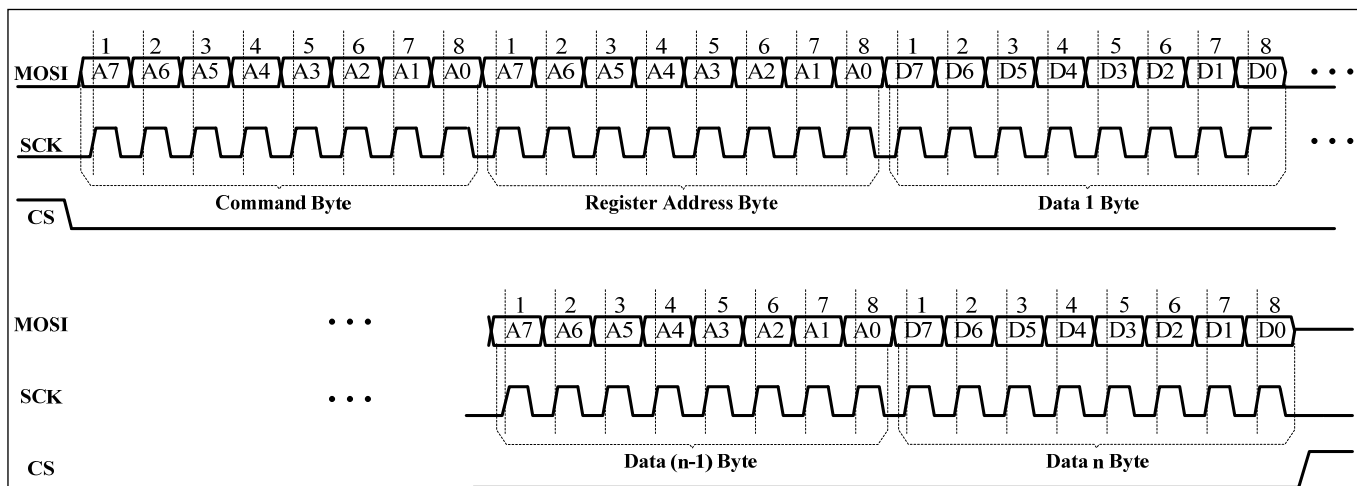 1 2 3 4 5 6 7 8 1 2 3 4 5 6 7 8 1 2 3 4 5 6 7 8
MOSI A7 A6 A5 A4 A3 A2 A1 A0 A7 A6 A5 A4 A3 A2 A1 A0 D7 D6 D5 D4 D3 D2 D1 D0 • • •
SCK • • •
Command Byte Register Address Byte Data 1 Byte
CS
1 2 3 4 5 6 7 8 1 2 3 4 5 6 7 8
MOSI • • • A7 A6 A5 A4 A3 A2 A1 A0 D7 D6 D5 D4 D3 D2 D1 D0
SCK • • •
Data (n-1) Byte Data n Byte
CS